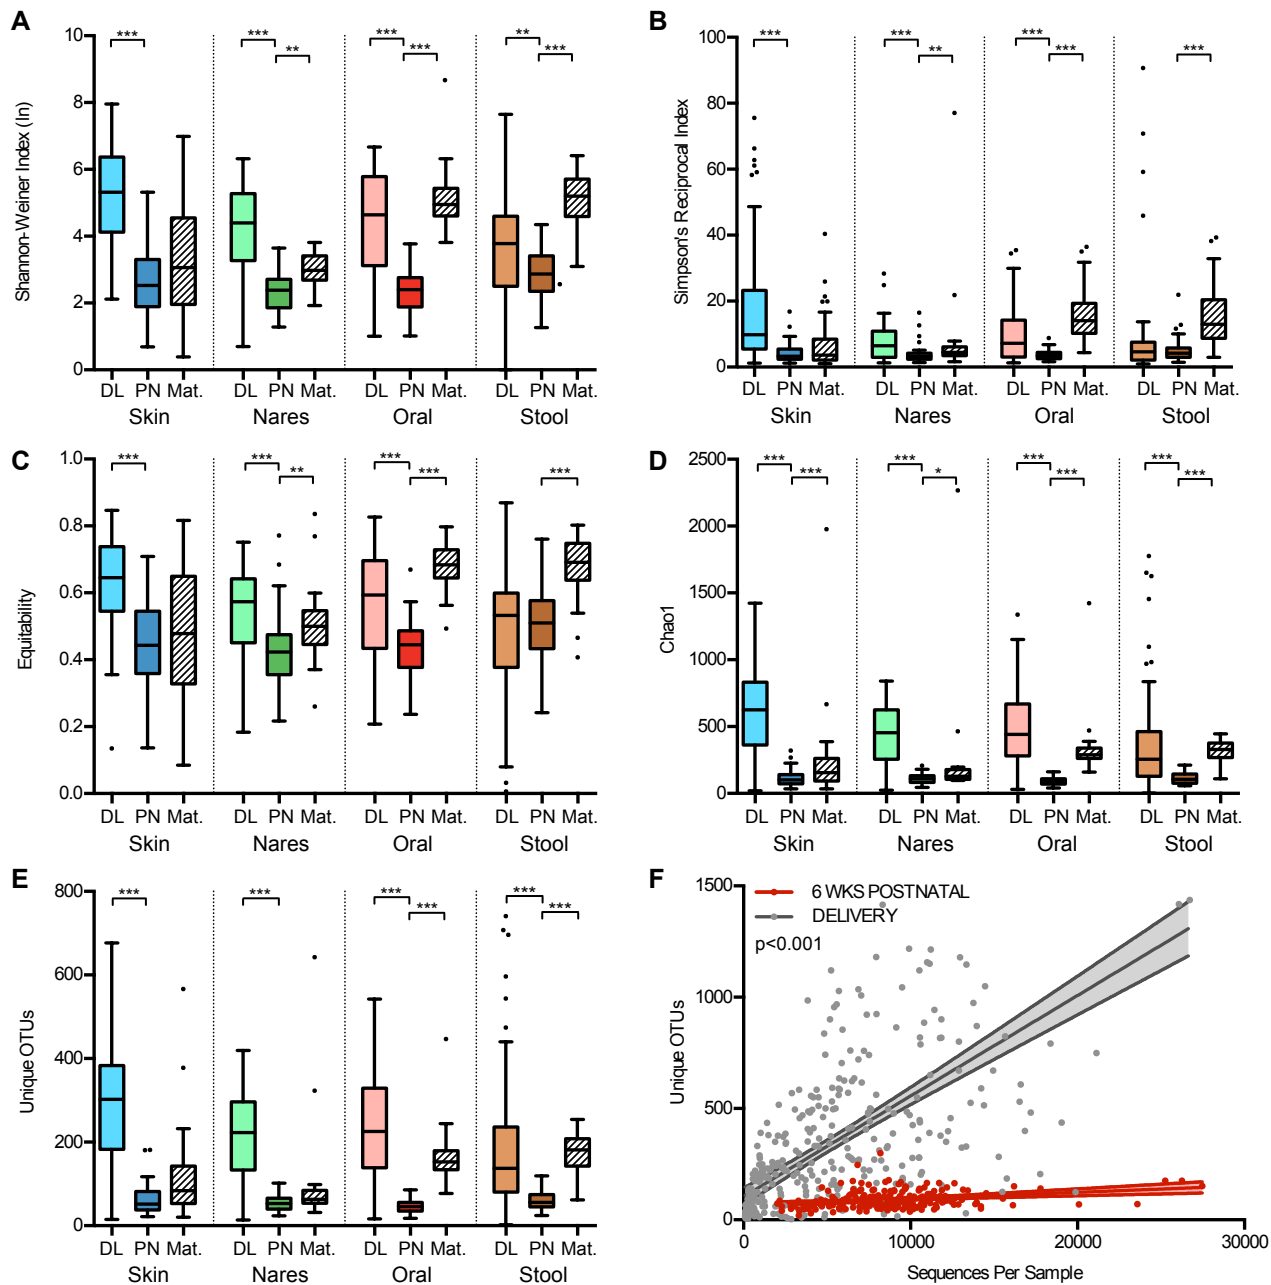 A
Shannon-Weiner Index (ln)
10
8
6
4
2
0
*** *** ** *** *** ** ***
DL PN Mat. DL PN Mat. DL PN Mat. DL PN Mat.
Skin Nares Oral Stool
B
Simpson's Reciprocal Index
100
80
60
40
20
0
*** *** ** *** *** ***
DL PN Mat. DL PN Mat. DL PN Mat. DL PN Mat.
Skin Nares Oral Stool
C
Equitability
1.0
0.8
0.6
0.4
0.2
0.0
*** *** ** *** *** ***
DL PN Mat. DL PN Mat. DL PN Mat. DL PN Mat.
Skin Nares Oral Stool
D
Chao1
2500
2000
1500
1000
500
0
*** *** *** * *** *** *** ***
DL PN Mat. DL PN Mat. DL PN Mat. DL PN Mat.
Skin Nares Oral Stool
E
Unique OTUs
800
600
400
200
0
*** *** *** *** *** ***
DL PN Mat. DL PN Mat. DL PN Mat. DL PN Mat.
Skin Nares Oral Stool
F
Unique OTUs
1500
1000
500
0
6 WKS POSTNATAL
DELIVERY
p<0.001
0 10000 20000 30000
Sequences Per Sample